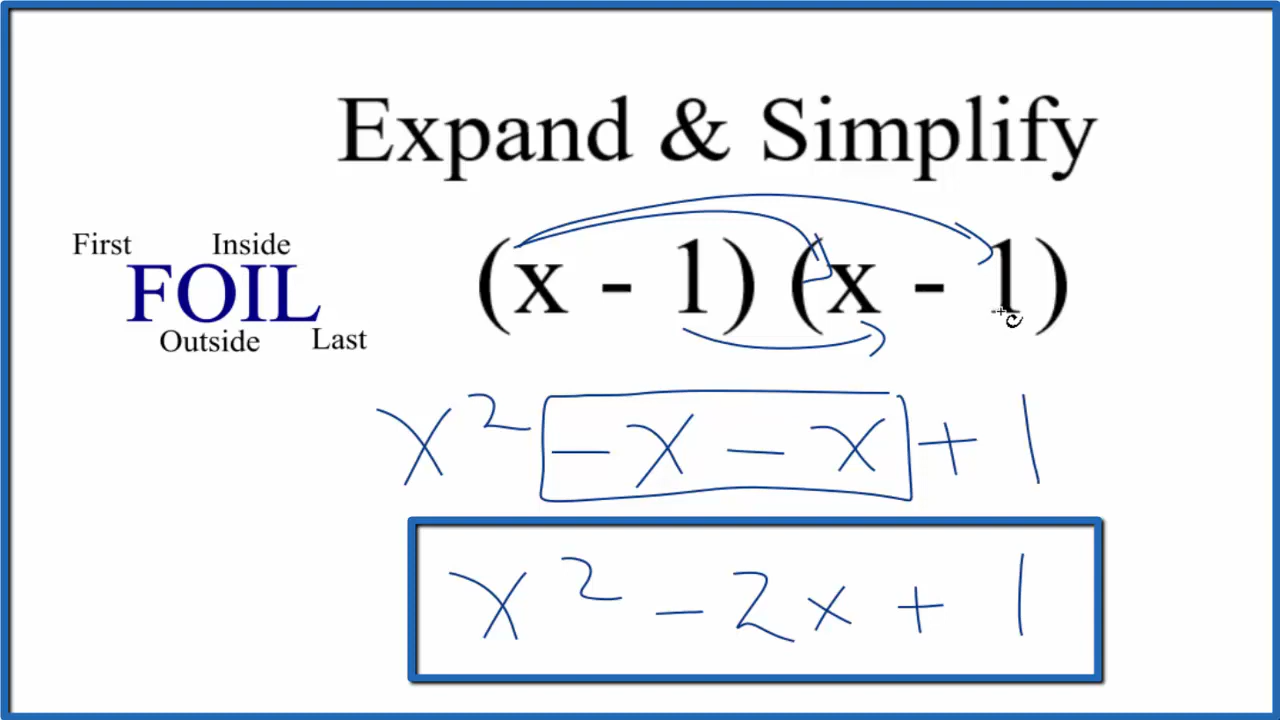 Expand & Simplify
First Inside
FOIL
Outside Last
(x - 1) (x - 1)
x² - x - x + 1
x² - 2x + 1